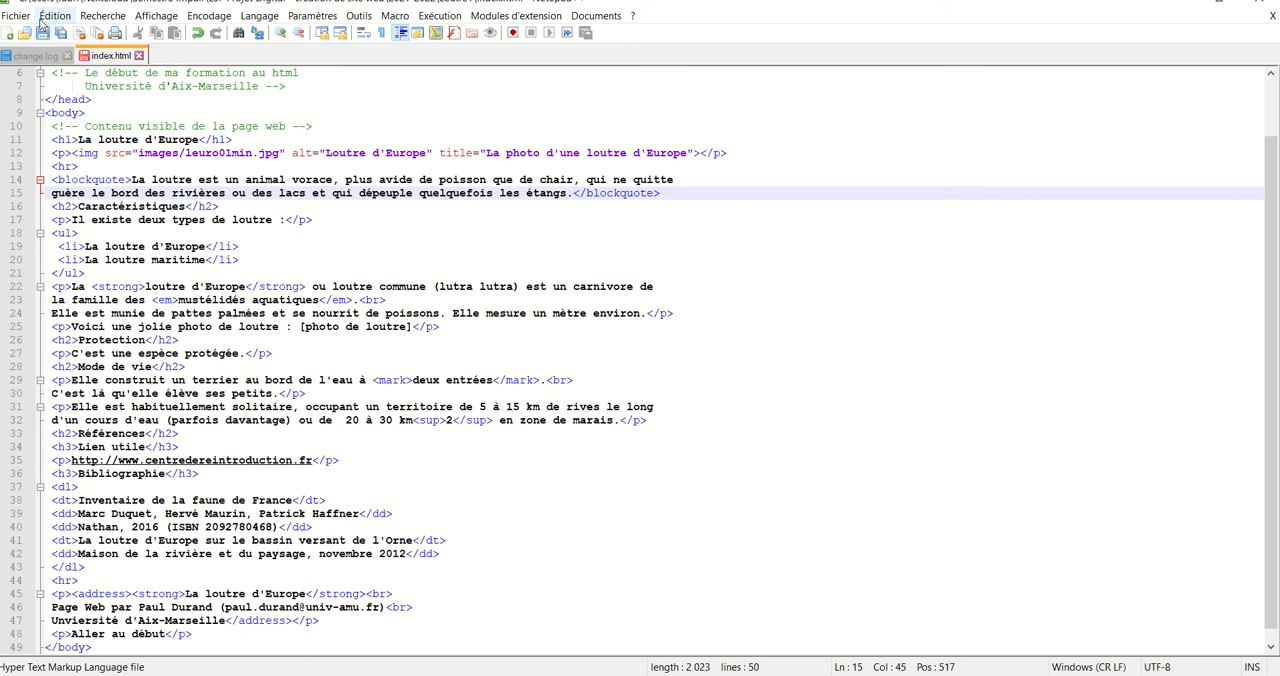 Fichier Édition Recherche Affichage Encodage Langage Paramètres Outils Macro Exécution Modules d'extension Documents ? X
change.log index.html
6 <!-- Le début de ma formation au html
7 Université d'Aix-Marseille -->
8 </head>
9 <body>
10 <!-- Contenu visible de la page web -->
11 <h1>La loutre d'Europe</h1>
12 <p><img src="images/leuro01min.jpg" alt="Loutre d'Europe" title="La photo d'une loutre d'Europe"></p>
13 <hr>
14 <blockquote>La loutre est un animal vorace, plus avide de poisson que de chair, qui ne quitte
15 guère le bord des rivières ou des lacs et qui dépeuple quelquefois les étangs.</blockquote>
16 <h2>Caractéristiques</h2>
17 <p>Il existe deux types de loutre :</p>
18 <ul>
19 <li>La loutre d'Europe</li>
20 <li>La loutre maritime</li>
21 </ul>
22 <p>La <strong>loutre d'Europe</strong> ou loutre commune (lutra lutra) est un carnivore de
23 la famille des <em>mustélidés aquatiques</em>.<br>
24 Elle est munie de pattes palmées et se nourrit de poissons. Elle mesure un mètre environ.</p>
25 <p>Voici une jolie photo de loutre : [photo de loutre]</p>
26 <h2>Protection</h2>
27 <p>C'est une espèce protégée.</p>
28 <h2>Mode de vie</h2>
29 <p>Elle construit un terrier au bord de l'eau à <mark>deux entrées</mark>.<br>
30 C'est là qu'elle élève ses petits.</p>
31 <p>Elle est habituellement solitaire, occupant un territoire de 5 à 15 km de rives le long
32 d'un cours d'eau (parfois davantage) ou de  20 à 30 km<sup>2</sup> en zone de marais.</p>
33 <h2>Références</h2>
34 <h3>Lien utile</h3>
35 <p>http://www.centredereintroduction.fr</p>
36 <h3>Bibliographie</h3>
37 <dl>
38 <dt>Inventaire de la faune de France</dt>
39 <dd>Marc Duquet, Hervé Maurin, Patrick Haffner</dd>
40 <dd>Nathan, 2016 (ISBN 2092780468)</dd>
41 <dt>La loutre d'Europe sur le bassin versant de l'Orne</dt>
42 <dd>Maison de la rivière et du paysage, novembre 2012</dd>
43 </dl>
44 <hr>
45 <p><address><strong>La loutre d'Europe</strong><br>
46 Page Web par Paul Durand (paul.durand@univ-amu.fr)<br>
47 Unviersité d'Aix-Marseille</address></p>
48 <p>Aller au début</p>
49 </body>
Hyper Text Markup Language file length : 2 023 lines : 50 Ln : 15 Col : 45 Pos : 517 Windows (CR LF) UTF-8 INS